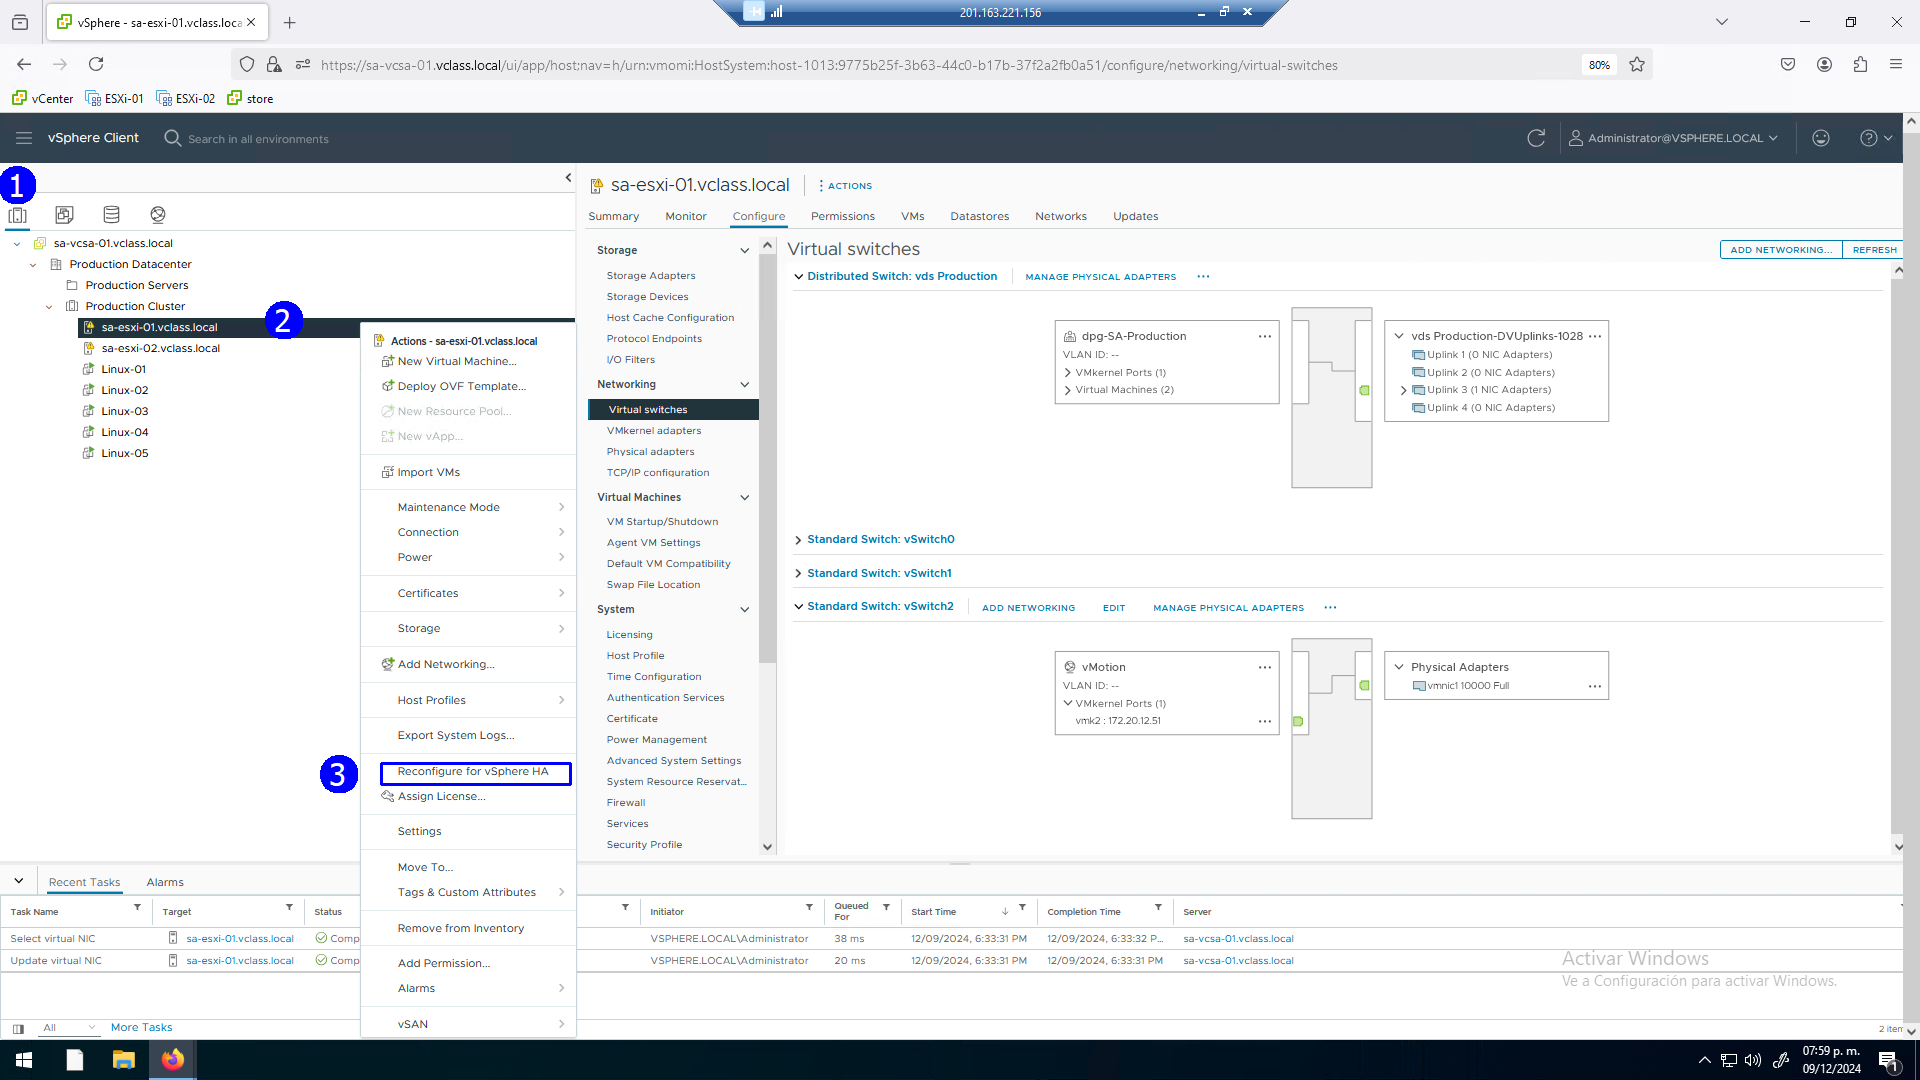 vSphere - sa-esxi-01.vclass.loca
201.163.221.156
https://sa-vcsa-01.vclass.local/ui/app/host;nav=h/urn:vmomi:HostSystem:host-1013:9775b25f-3b63-44c0-b17b-37f2a2fb0a51/configure/networking/virtual-switches
80%
vCenter
ESXi-01
ESXi-02
store
vSphere Client
Search in all environments
Administrator@VSPHERE.LOCAL
1
sa-vcsa-01.vclass.local
Production Datacenter
Production Servers
Production Cluster
sa-esxi-01.vclass.local
2
sa-esxi-02.vclass.local
Linux-01
Linux-02
Linux-03
Linux-04
Linux-05
Actions - sa-esxi-01.vclass.local
New Virtual Machine...
Deploy OVF Template...
New Resource Pool...
New vApp...
Import VMs
Maintenance Mode
Connection
Power
Certificates
Storage
Add Networking...
Host Profiles
Export System Logs...
3
Reconfigure for vSphere HA
Assign License...
Settings
Move To...
Tags & Custom Attributes
Remove from Inventory
Add Permission...
Alarms
vSAN
sa-esxi-01.vclass.local
ACTIONS
Summary
Monitor
Configure
Permissions
VMs
Datastores
Networks
Updates
Storage
Storage Adapters
Storage Devices
Host Cache Configuration
Protocol Endpoints
I/O Filters
Networking
Virtual switches
VMkernel adapters
Physical adapters
TCP/IP configuration
Virtual Machines
VM Startup/Shutdown
Agent VM Settings
Default VM Compatibility
Swap File Location
System
Licensing
Host Profile
Time Configuration
Authentication Services
Certificate
Power Management
Advanced System Settings
System Resource Reservat...
Firewall
Services
Security Profile
Virtual switches
ADD NETWORKING...
REFRESH
Distributed Switch: vds Production
MANAGE PHYSICAL ADAPTERS
dpg-SA-Production
VLAN ID: --
VMkernel Ports (1)
Virtual Machines (2)
vds Production-DVUplinks-1028
Uplink 1 (0 NIC Adapters)
Uplink 2 (0 NIC Adapters)
Uplink 3 (1 NIC Adapters)
Uplink 4 (0 NIC Adapters)
Standard Switch: vSwitch0
Standard Switch: vSwitch1
Standard Switch: vSwitch2
ADD NETWORKING
EDIT
MANAGE PHYSICAL ADAPTERS
vMotion
VLAN ID: --
VMkernel Ports (1)
vmk2 : 172.20.12.51
Physical Adapters
vmnic1 10000 Full
Recent Tasks
Alarms
Task Name
Target
Status
Initiator
Queued For
Start Time
Completion Time
Server
Select virtual NIC
sa-esxi-01.vclass.local
Comp
VSPHERE.LOCAL\Administrator
38 ms
12/09/2024, 6:33:31 PM
12/09/2024, 6:33:32 P...
sa-vcsa-01.vclass.local
Update virtual NIC
sa-esxi-01.vclass.local
Comp
VSPHERE.LOCAL\Administrator
20 ms
12/09/2024, 6:33:31 PM
12/09/2024, 6:33:31 PM
sa-vcsa-01.vclass.local
Activar Windows
Ve a Configuración para activar Windows.
All
More Tasks
2 item
07:59 p. m.
09/12/2024
1